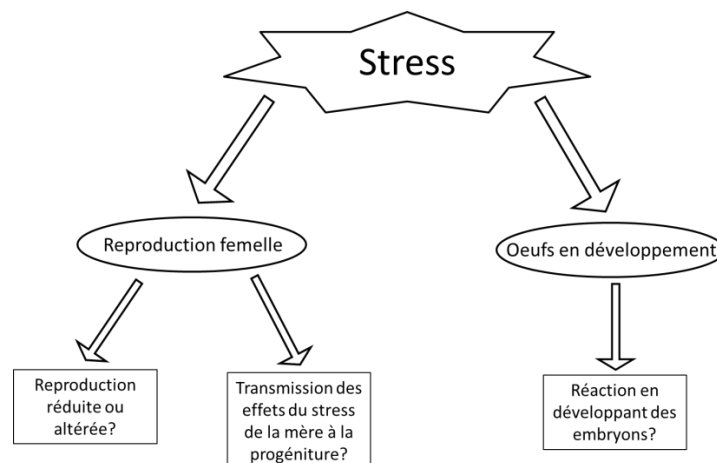 Stress
Reproduction femelle
Oeufs en développement
Reproduction
réduite ou
altérée?
Transmission des
effets du stress
de la mère à la
progéniture?
Réaction en
développant des
embryons?